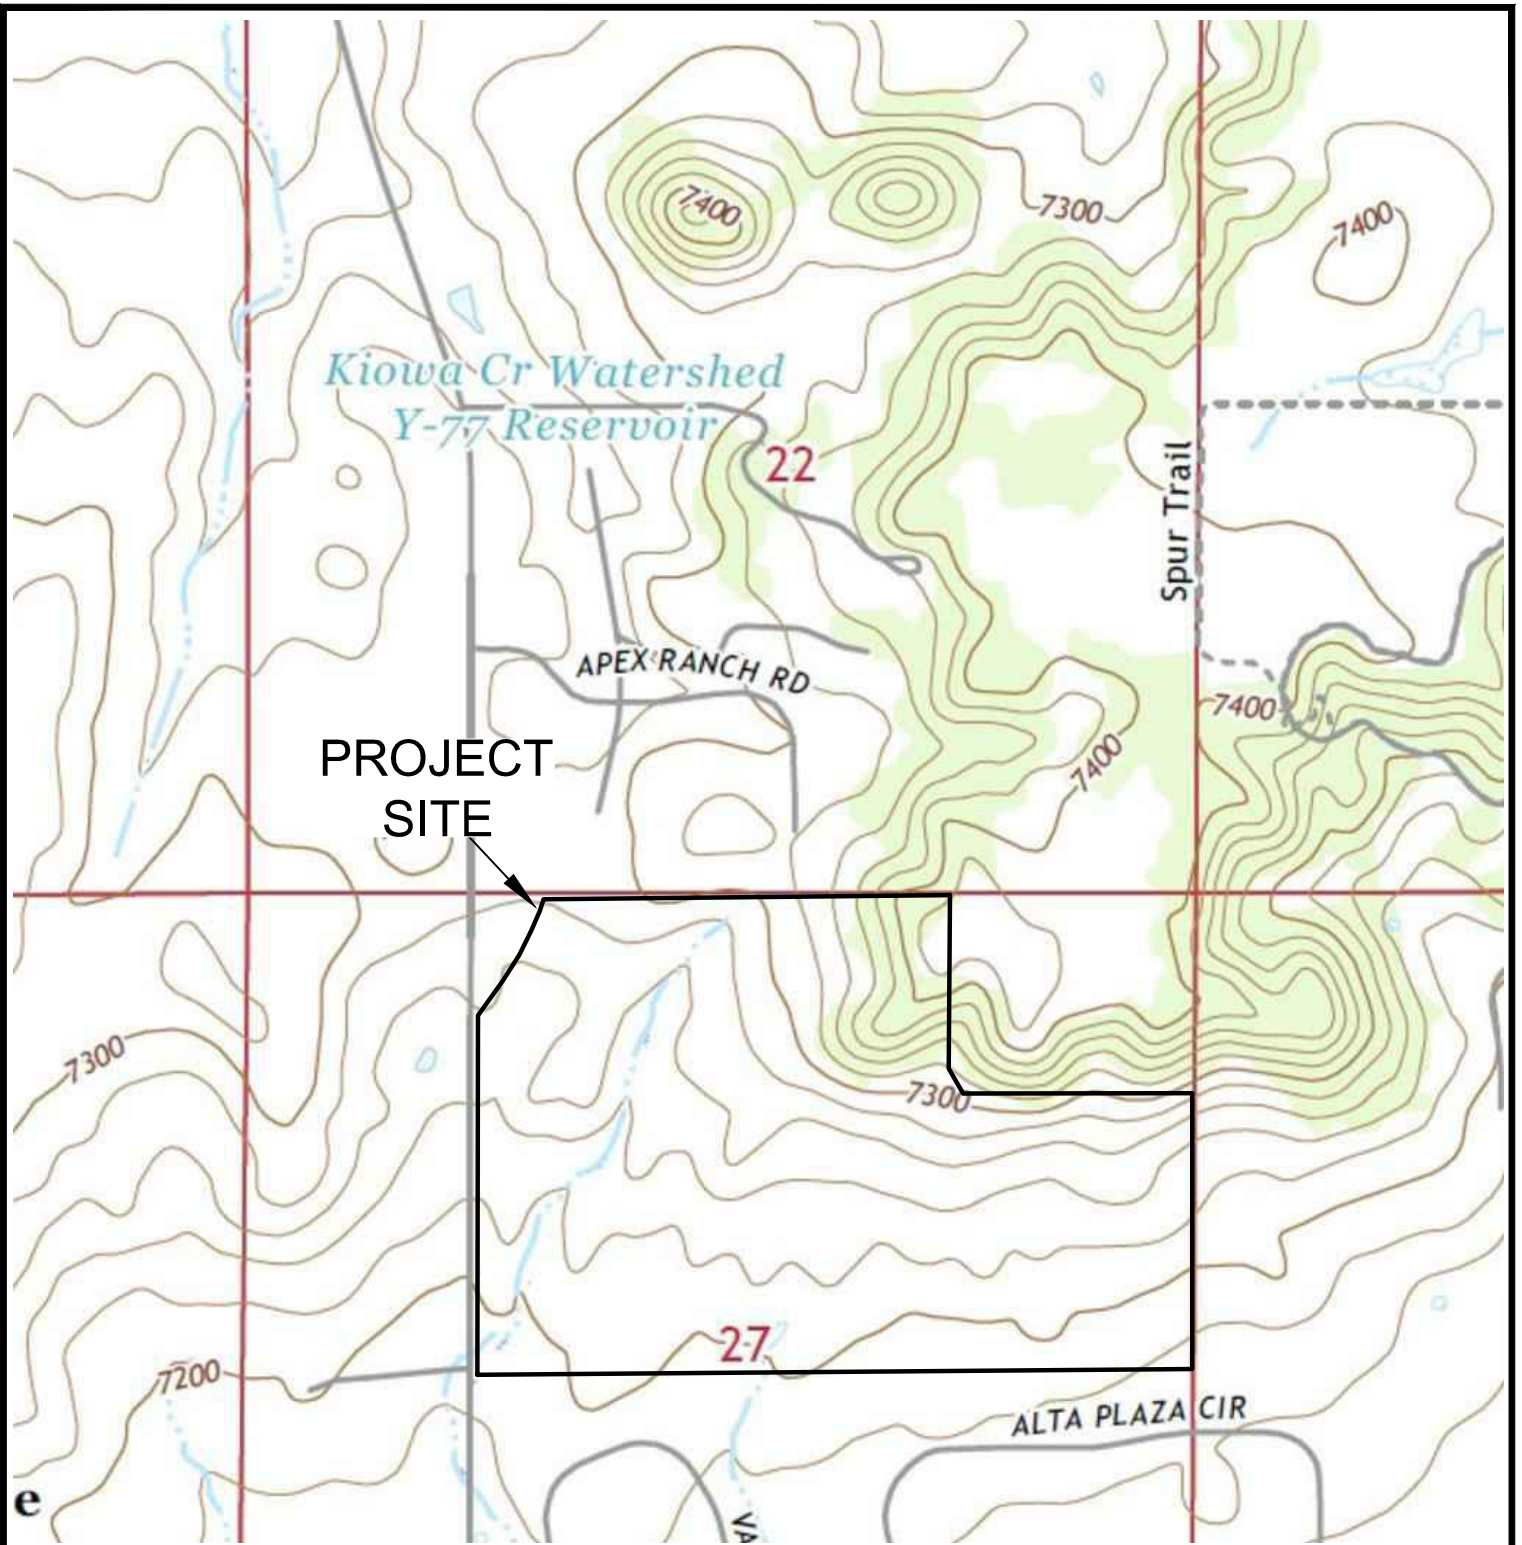 7400
7300
7400
Kiowa Cr Watershed
Y-77 Reservoir
22
Spur Trail
APEX RANCH RD
7400
7400
PROJECT
SITE
7300
7300
27
7200
ALTA PLAZA CIR
e
VA